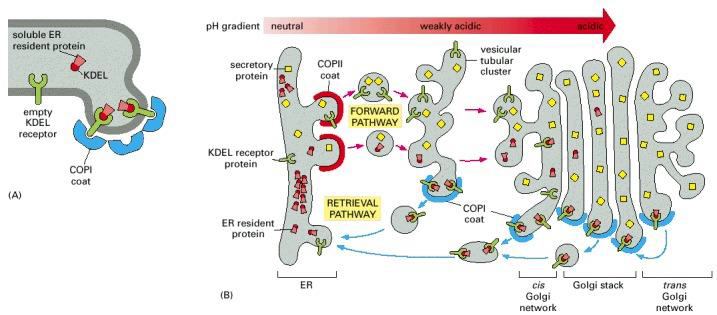 soluble ER
resident protein
KDEL
empty
KDEL
receptor
COPI
coat
(A)
pH gradient
neutral
weakly acidic
acidic
secretory
protein
COPII
coat
vesicular
tubular
cluster
FORWARD
PATHWAY
KDEL receptor
protein
RETRIEVAL
PATHWAY
COPI
coat
ER resident
protein
(B)
ER
cis
Golgi
network
Golgi stack
trans
Golgi
network